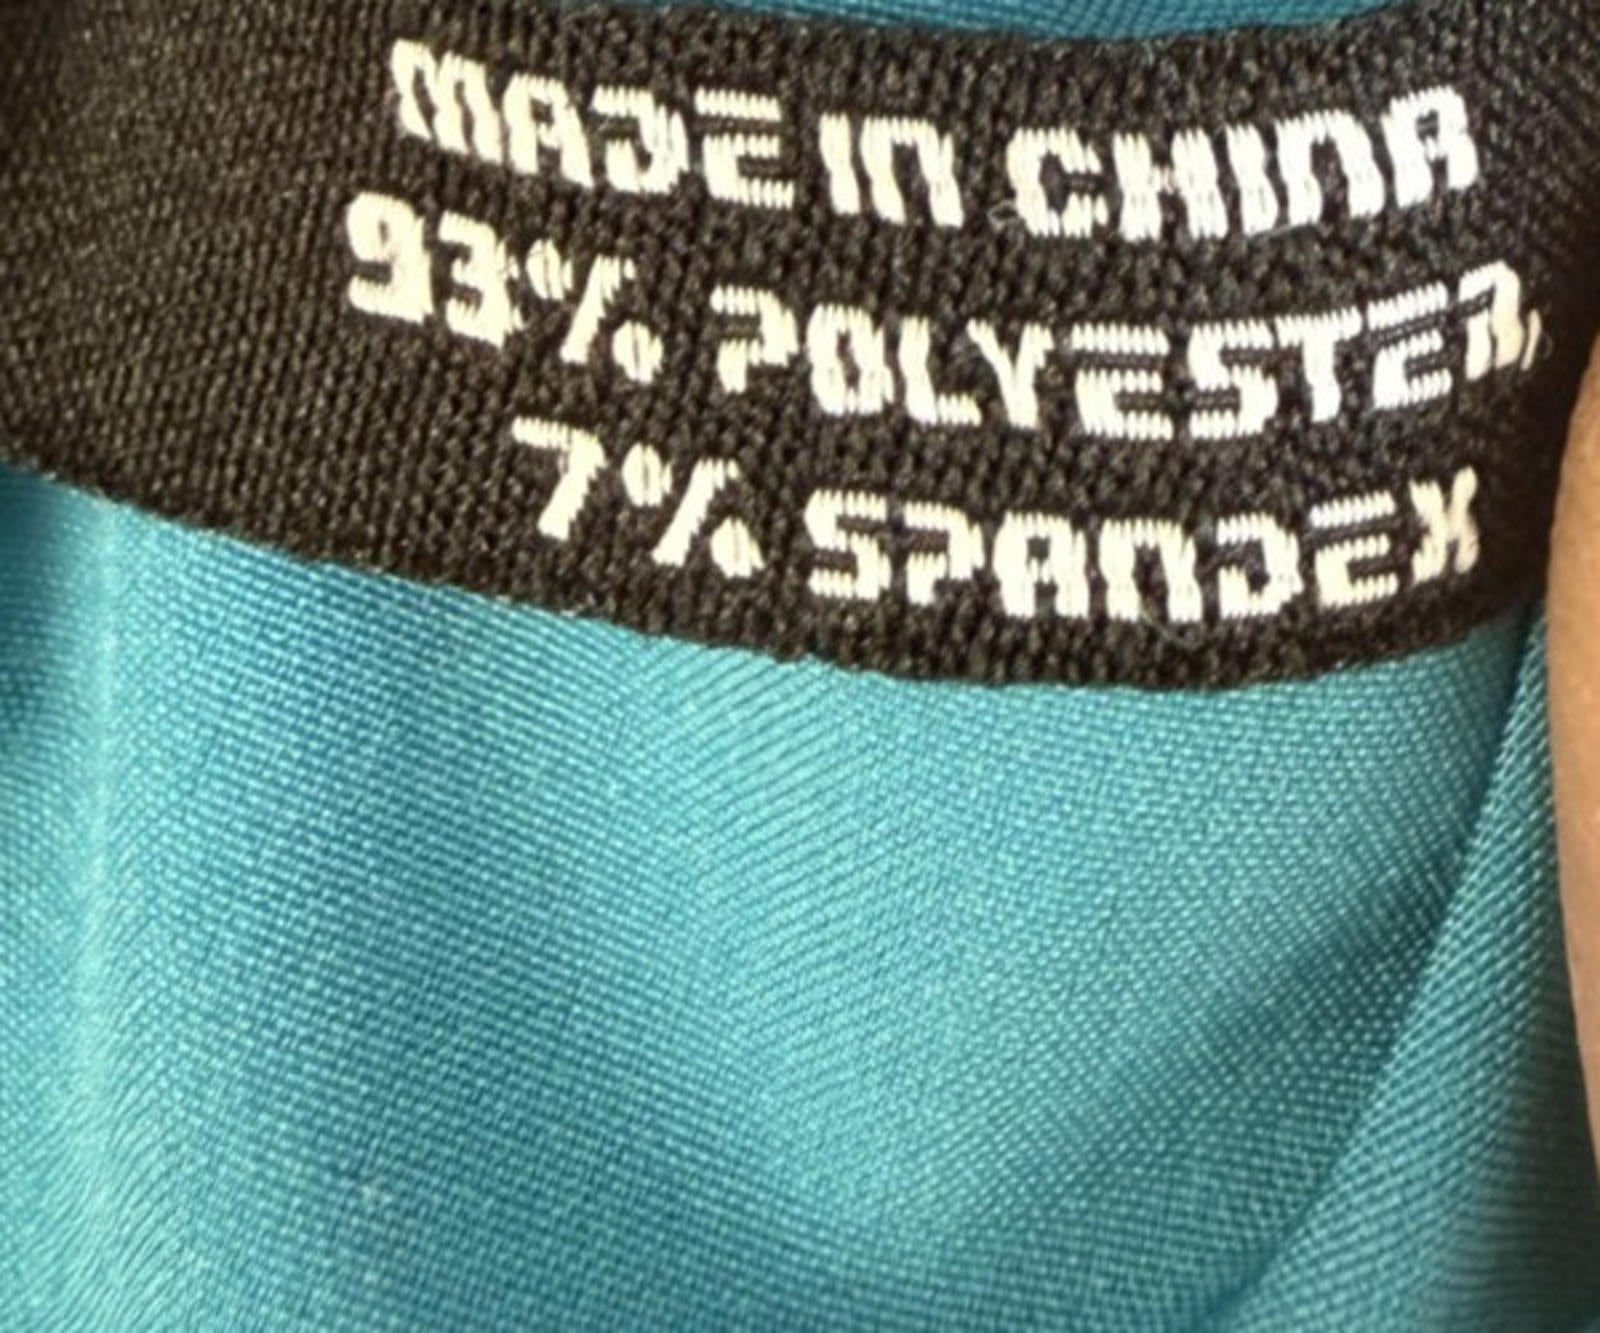 MADE IN CHINA
93% POLYESTER,
7% SPANDEX